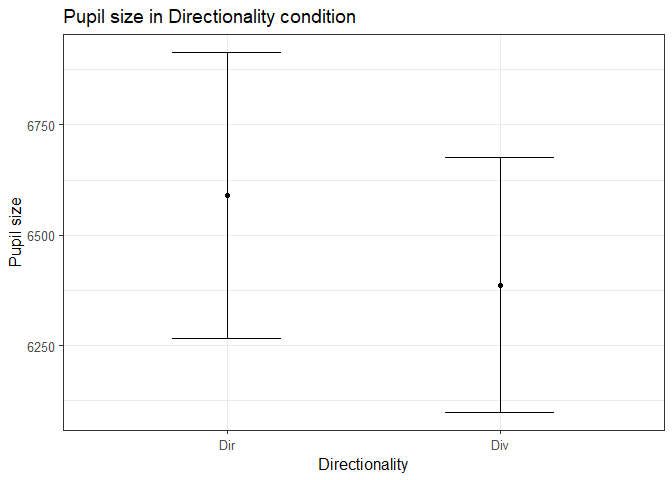 Pupil size in Directionality condition
Pupil size
6750
6500
6250
Dir
Div
Directionality